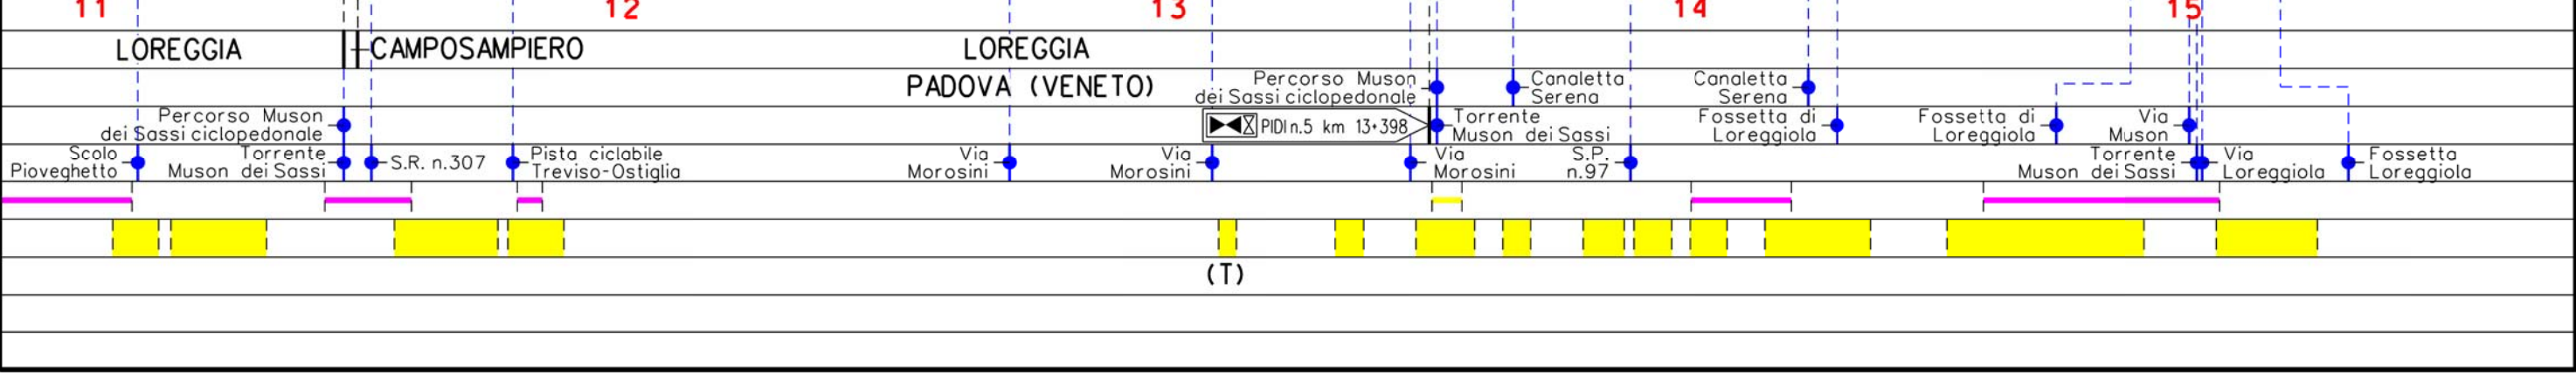 11 12 13 14 15
LOREGGIA CAMPOSAMPIERO LOREGGIA
PADOVA (VENETO)
Percorso Muson
dei Sassi ciclopedonale
Canaletta
Serena
Canaletta
Serena
Percorso Muson
dei Sassi ciclopedonale
PIDI n.5 km 13+398
Torrente
Muson dei Sassi
Fossetta di
Loreggiola
Fossetta di
Loreggiola
Via
Muson
Scolo
Pioveghetto
Torrente
Muson dei Sassi
S.R. n.307
Pista ciclabile
Treviso-Ostiglia
Via
Morosini
Via
Morosini
Via
Morosini
S.P.
n.97
Torrente
Muson dei Sassi
Via
Loreggiola
Fossetta
Loreggiola
(T)